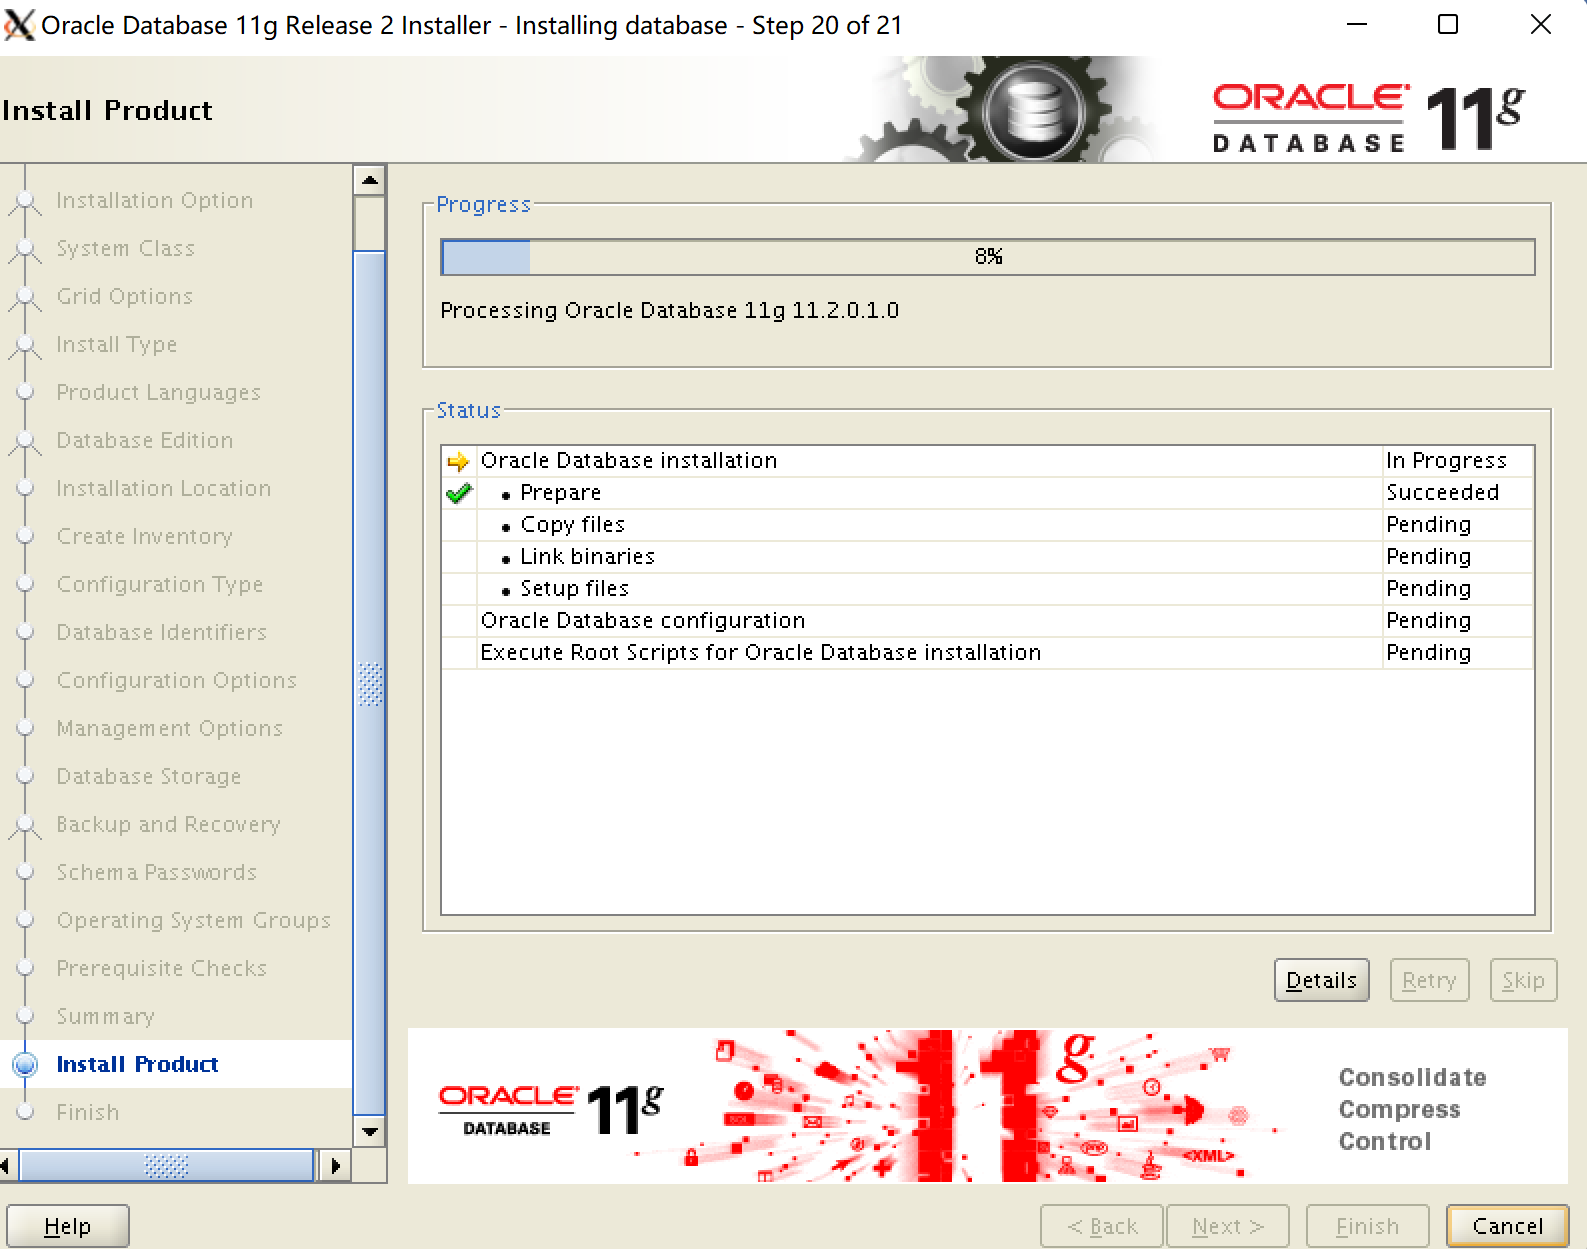 Oracle Database 11g Release 2 Installer - Installing database - Step 20 of 21
Install Product
ORACLE DATABASE 11g
Installation Option
System Class
Grid Options
Install Type
Product Languages
Database Edition
Installation Location
Create Inventory
Configuration Type
Database Identifiers
Configuration Options
Management Options
Database Storage
Backup and Recovery
Schema Passwords
Operating System Groups
Prerequisite Checks
Summary
Install Product
Finish
Progress
8%
Processing Oracle Database 11g 11.2.0.1.0
Status
Oracle Database installation In Progress
• Prepare Succeeded
• Copy files Pending
• Link binaries Pending
• Setup files Pending
Oracle Database configuration Pending
Execute Root Scripts for Oracle Database installation Pending
Details Retry Skip
ORACLE DATABASE 11g
11g
<XML>
Consolidate
Compress
Control
Help < Back Next > Finish Cancel